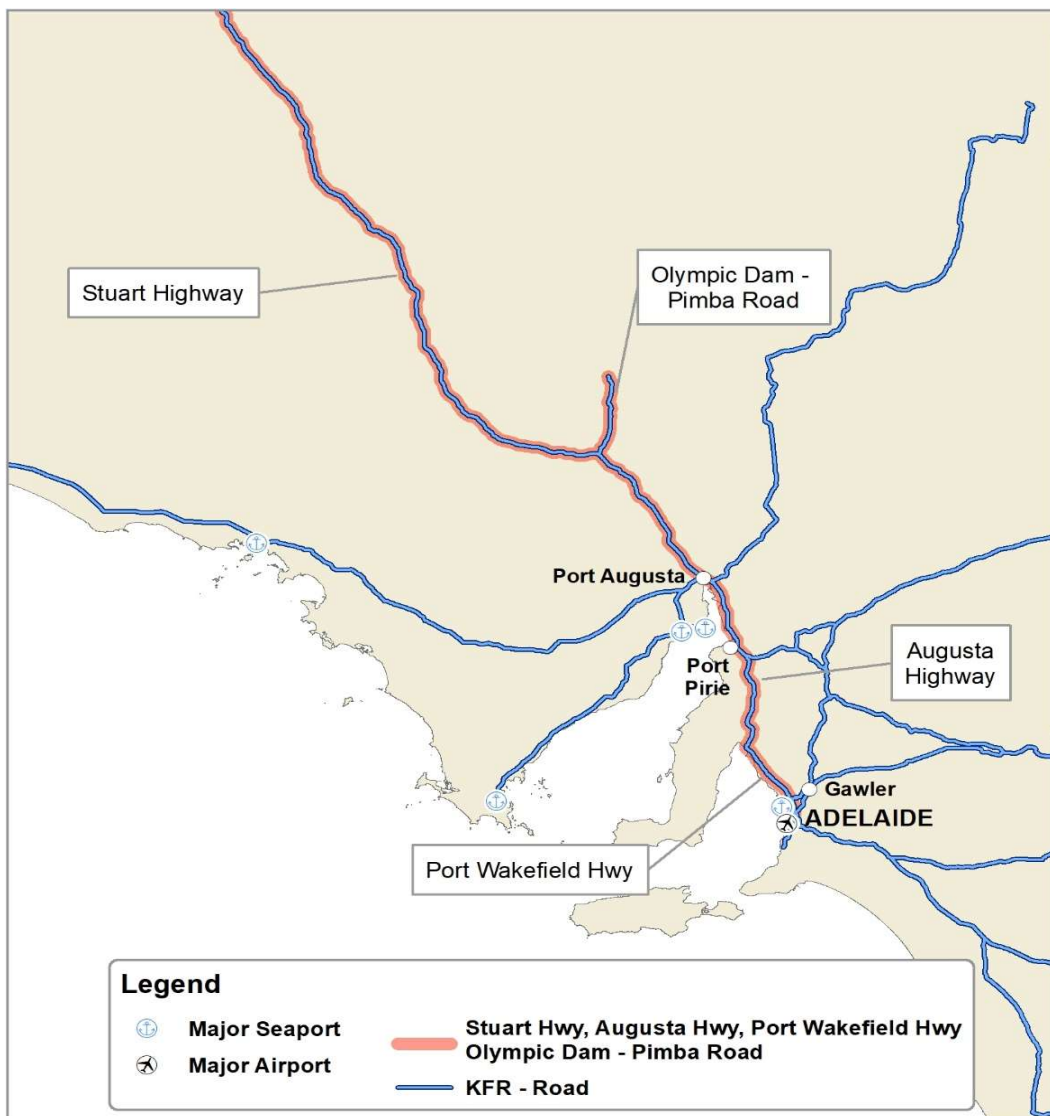 Stuart Highway
Olympic Dam -
Pimba Road
Port Augusta
Port
Pirie
Augusta
Highway
Gawler
ADELAIDE
Port Wakefield Hwy
Legend
Major Seaport
Major Airport
Stuart Hwy, Augusta Hwy, Port Wakefield Hwy
Olympic Dam - Pimba Road
KFR - Road